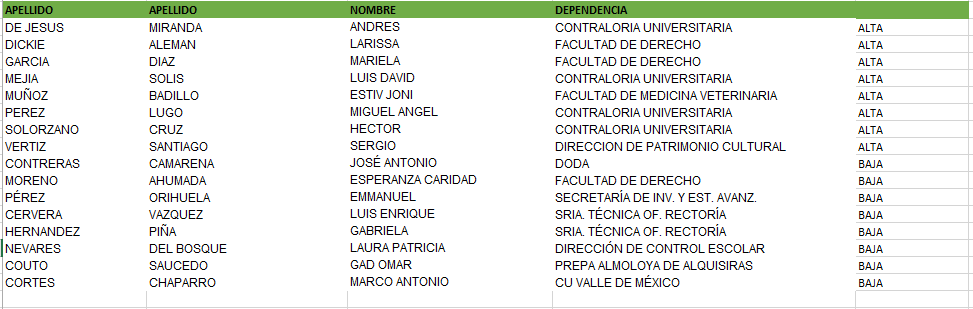 APELLIDO APELLIDO NOMBRE DEPENDENCIA
DE JESUS MIRANDA ANDRES CONTRALORIA UNIVERSITARIA ALTA
DICKIE ALEMAN LARISSA FACULTAD DE DERECHO ALTA
GARCIA DIAZ MARIELA FACULTAD DE DERECHO ALTA
MEJIA SOLIS LUIS DAVID CONTRALORIA UNIVERSITARIA ALTA
MUÑOZ BADILLO ESTIV JONI FACULTAD DE MEDICINA VETERINARIA ALTA
PEREZ LUGO MIGUEL ANGEL CONTRALORIA UNIVERSITARIA ALTA
SOLORZANO CRUZ HECTOR CONTRALORIA UNIVERSITARIA ALTA
VERTIZ SANTIAGO SERGIO DIRECCION DE PATRIMONIO CULTURAL ALTA
CONTRERAS CAMARENA JOSÉ ANTONIO DODA BAJA
MORENO AHUMADA ESPERANZA CARIDAD FACULTAD DE DERECHO BAJA
PÉREZ ORIHUELA EMMANUEL SECRETARÍA DE INV. Y EST. AVANZ. BAJA
CERVERA VAZQUEZ LUIS ENRIQUE SRIA. TÉCNICA OF. RECTORÍA BAJA
HERNANDEZ PIÑA GABRIELA SRIA. TÉCNICA OF. RECTORÍA BAJA
NEVARES DEL BOSQUE LAURA PATRICIA DIRECCIÓN DE CONTROL ESCOLAR BAJA
COUTO SAUCEDO GAD OMAR PREPA ALMOLOYA DE ALQUISIRAS BAJA
CORTES CHAPARRO MARCO ANTONIO CU VALLE DE MÉXICO BAJA